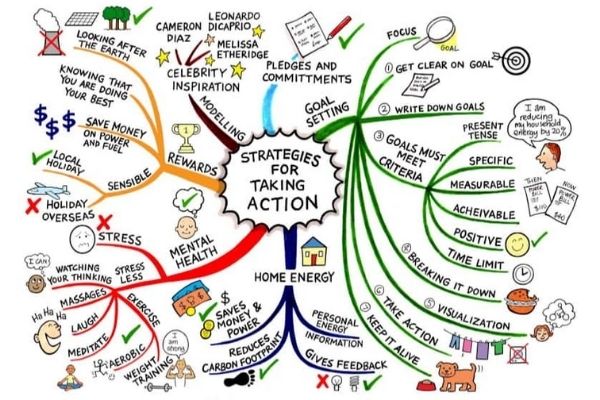 STRATEGIES
FOR
TAKING
ACTION
MODELLING
CELEBRITY
INSPIRATION
CAMERON
DIAZ
LEONARDO
DICAPRIO
MELISSA
ETHERIDGE
PLEDGES AND
COMMITTMENTS
GOAL
SETTING
FOCUS
GOAL
① GET CLEAR ON GOAL
② WRITE DOWN GOALS
③ GOALS MUST
MEET
CRITERIA
PRESENT
TENSE
I am
reducing
my household
energy by 20%
SPECIFIC
MEASURABLE
THEN
POWER
BILL
NOW
POWER
BILL
$40
ACHEIVABLE
POSITIVE
TIME LIMIT
④ BREAKING IT DOWN
⑤ VISUALIZATION
⑥ TAKE ACTION
⑦ KEEP IT ALIVE
HOME ENERGY
PERSONAL
ENERGY
INFORMATION
GIVES FEEDBACK
$
SAVES
MONEY &
POWER
REDUCES
CARBON FOOTPRINT
MENTAL
HEALTH
STRESS
STRESS
LESS
WATCHING
YOUR THINKING
I CAN
MASSAGES
Ha Ha Ha
LAUGH
MEDITATE
EXERCISE
AEROBIC
WEIGHT
TRAINING
I
am
strong
REWARDS
LOOKING AFTER
THE EARTH
KNOWING THAT
YOU ARE DOING
YOUR BEST
$$$
SAVE MONEY
ON POWER
AND FUEL
SENSIBLE
LOCAL
HOLIDAY
HOLIDAY
OVERSEAS